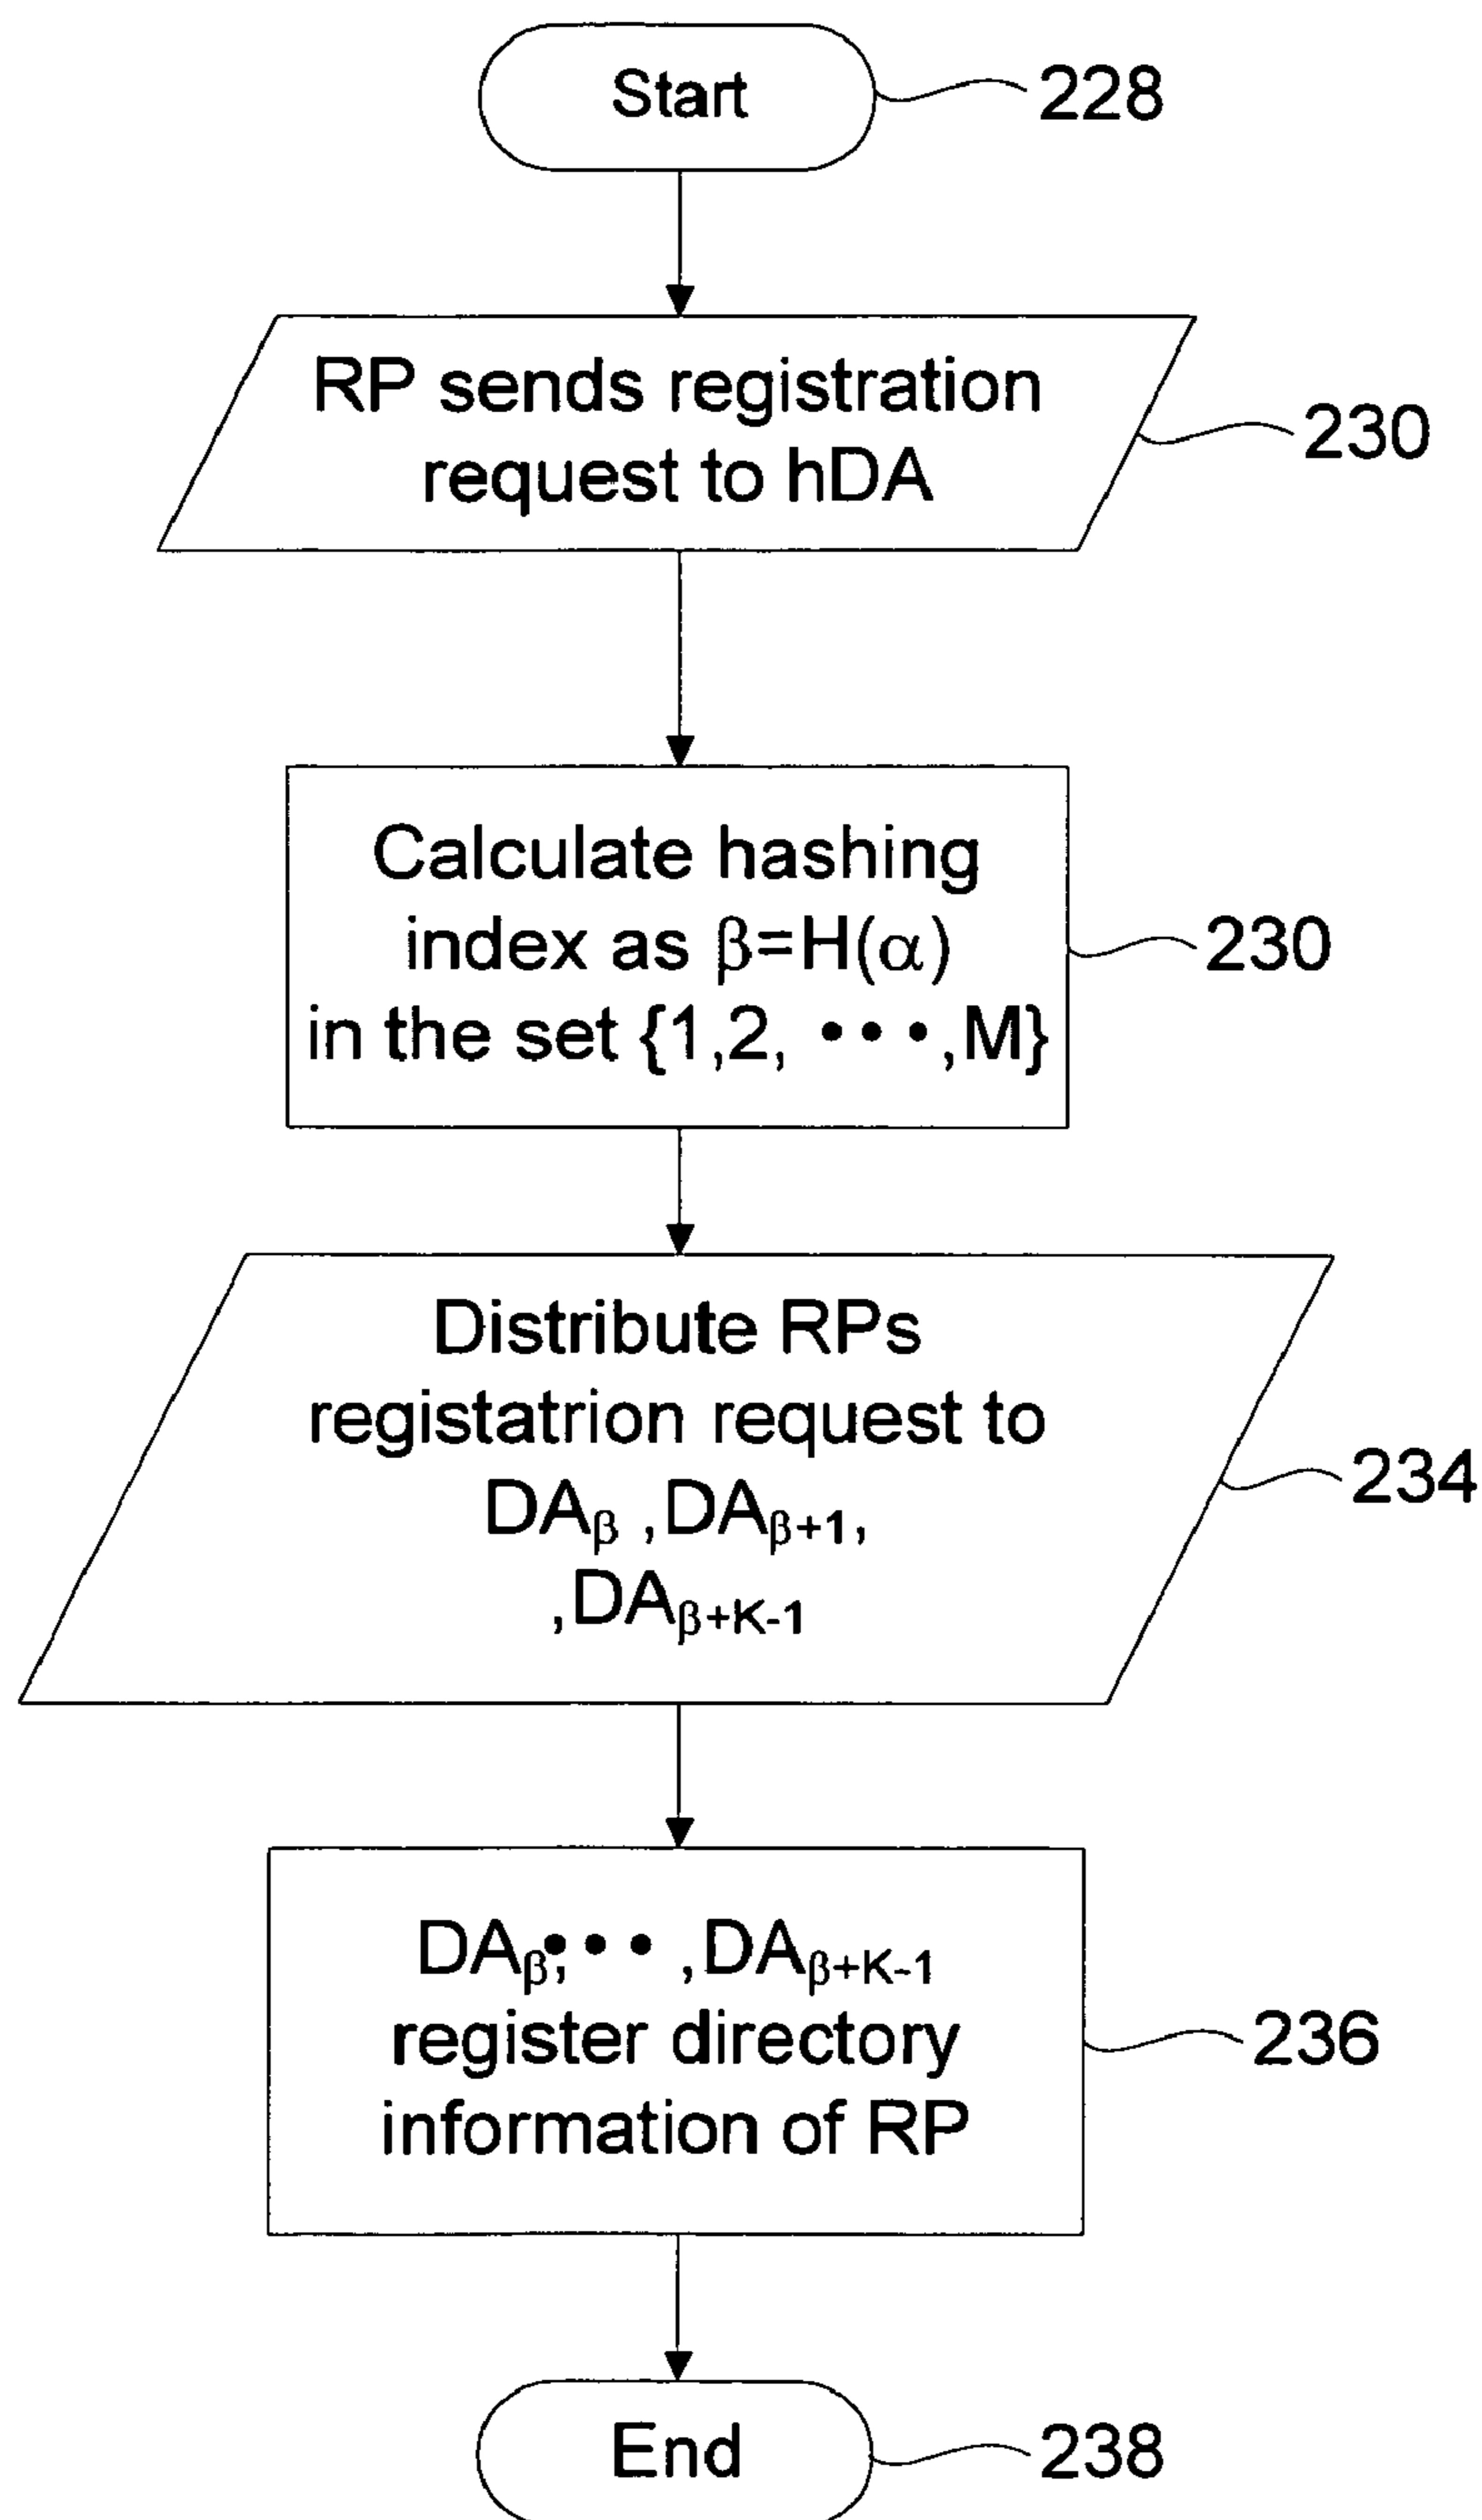 Start
228
RP sends registration
request to hDA
230
Calculate hashing
index as β=H(α)
in the set {1,2, •••,M}
230
Distribute RPs
registatrion request to
DAβ ,DAβ+1,
,DAβ+K-1
234
DAβ,••• ,DAβ+K-1
register directory
information of RP
236
End
238